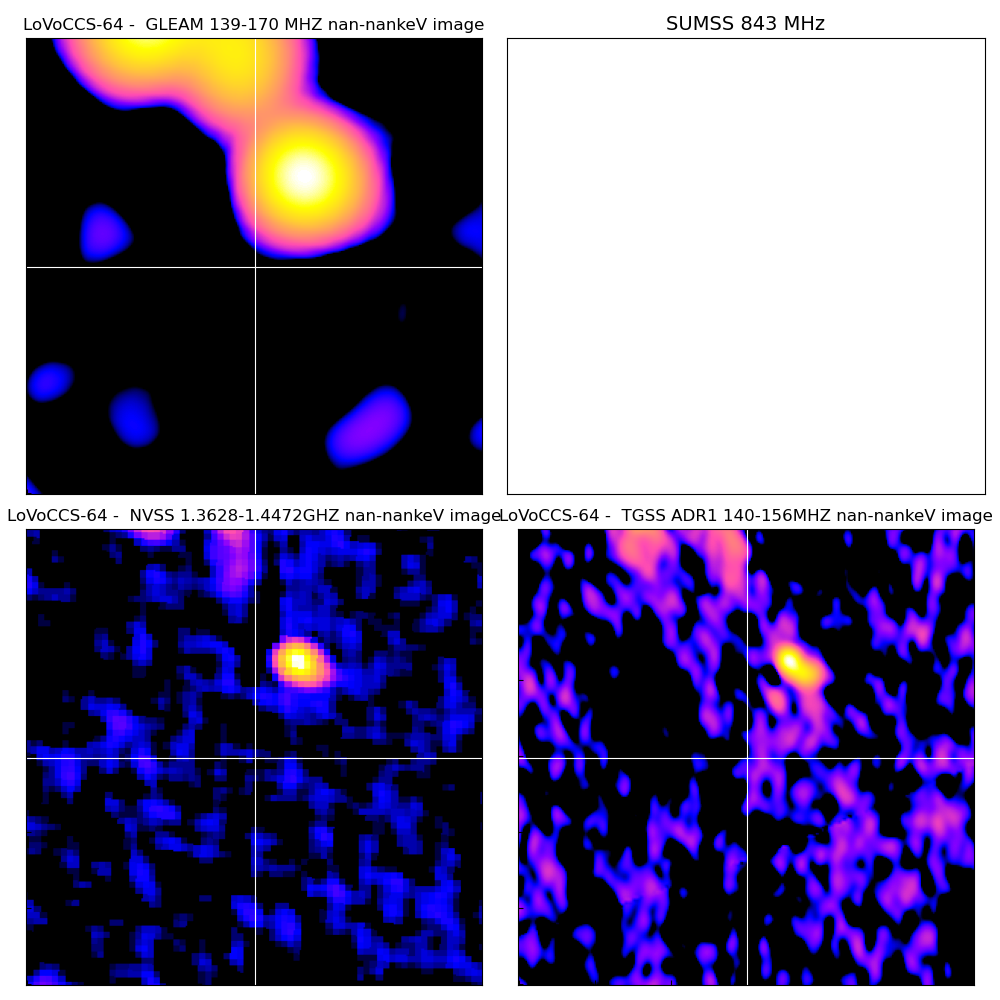 LoVoCCS-64 -  GLEAM 139-170 MHZ nan-nankeV image
SUMSS 843 MHz
LoVoCCS-64 -  NVSS 1.3628-1.4472GHZ nan-nankeV image
LoVoCCS-64 -  TGSS ADR1 140-156MHZ nan-nankeV image